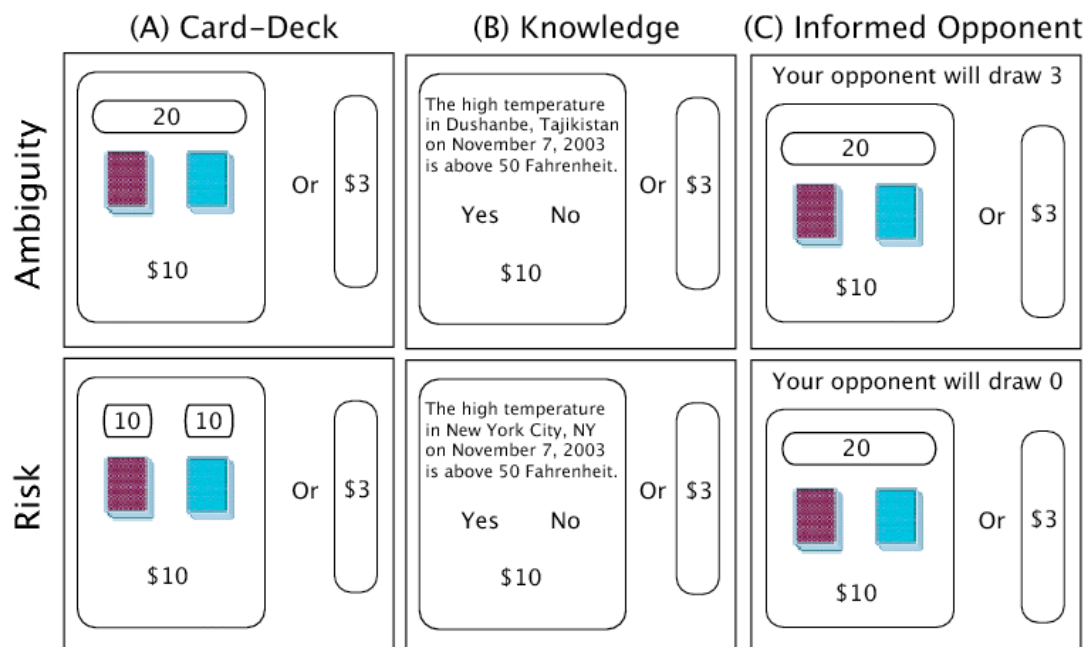 (A) Card-Deck
(B) Knowledge
(C) Informed Opponent
Ambiguity
20
Or
$3
$10
The high temperature
in Dushanbe, Tajikistan
on November 7, 2003
is above 50 Fahrenheit.
Yes No
$10
Or
$3
Your opponent will draw 3
20
Or
$3
$10
Risk
10 10
Or
$3
$10
The high temperature
in New York City, NY
on November 7, 2003
is above 50 Fahrenheit.
Yes No
$10
Or
$3
Your opponent will draw 0
20
Or
$3
$10